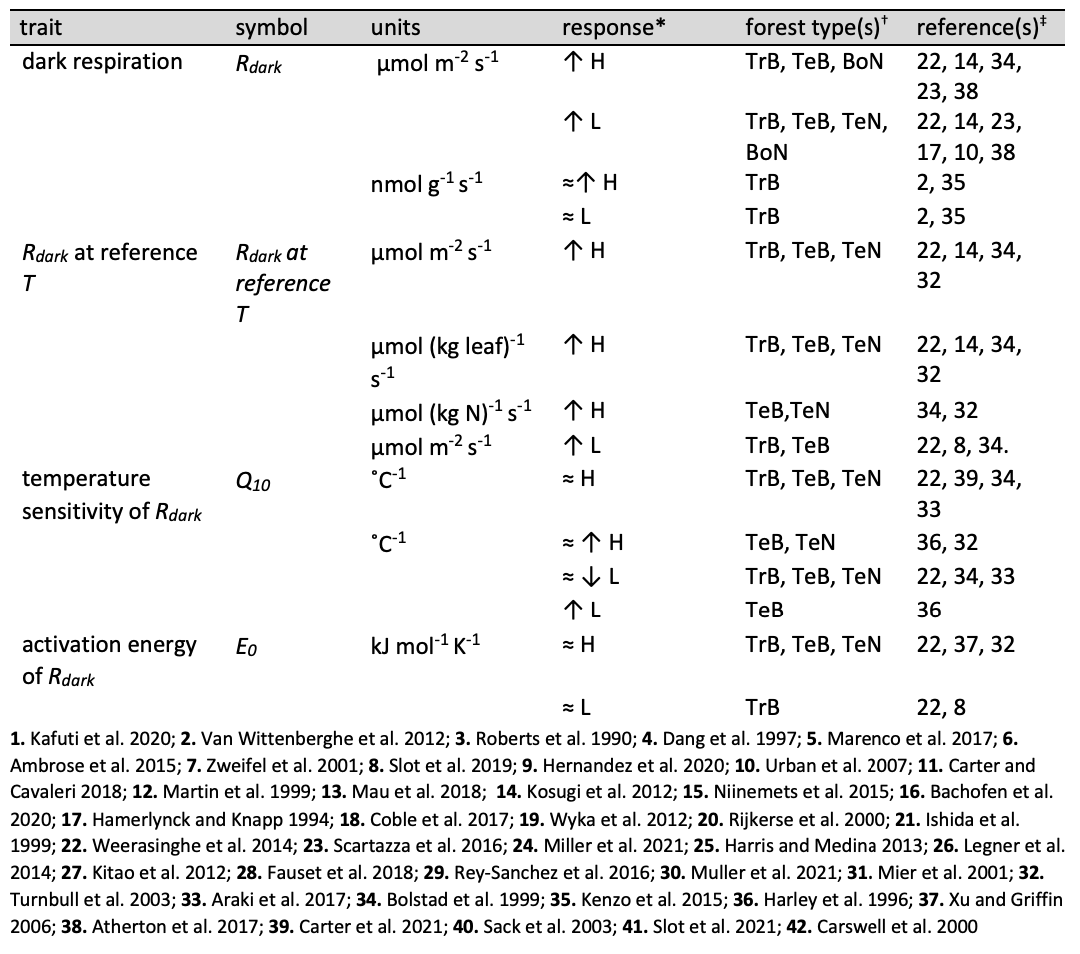 trait symbol units response* forest type(s)† reference(s)‡
dark respiration Rdark µmol m-2 s-1 ↑ H TrB, TeB, BoN 22, 14, 34,
23, 38
↑ L TrB, TeB, TeN, 22, 14, 23,
BoN 17, 10, 38
nmol g-1 s-1 ≈↑ H TrB 2, 35
≈ L TrB 2, 35
Rdark at reference Rdark at µmol m-2 s-1 ↑ H TrB, TeB, TeN 22, 14, 34,
T reference 32
T
µmol (kg leaf)-1 ↑ H TrB, TeB, TeN 22, 14, 34,
s-1 32
µmol (kg N)-1 s-1 ↑ H TeB,TeN 34, 32
µmol m-2 s-1 ↑ L TrB, TeB 22, 8, 34.
temperature Q10 ˚C-1 ≈ H TrB, TeB, TeN 22, 39, 34,
sensitivity of Rdark 33
˚C-1 ≈ ↑ H TeB, TeN 36, 32
≈ ↓ L TrB, TeB, TeN 22, 34, 33
↑ L TeB 36
activation energy E0 kJ mol-1 K-1 ≈ H TrB, TeB, TeN 22, 37, 32
of Rdark
≈ L TrB 22, 8
1. Kafuti et al. 2020; 2. Van Wittenberghe et al. 2012; 3. Roberts et al. 1990; 4. Dang et al. 1997; 5. Marenco et al. 2017; 6.
Ambrose et al. 2015; 7. Zweifel et al. 2001; 8. Slot et al. 2019; 9. Hernandez et al. 2020; 10. Urban et al. 2007; 11. Carter and
Cavaleri 2018; 12. Martin et al. 1999; 13. Mau et al. 2018; 14. Kosugi et al. 2012; 15. Niinemets et al. 2015; 16. Bachofen et al.
2020; 17. Hamerlynck and Knapp 1994; 18. Coble et al. 2017; 19. Wyka et al. 2012; 20. Rijkerse et al. 2000; 21. Ishida et al.
1999; 22. Weerasinghe et al. 2014; 23. Scartazza et al. 2016; 24. Miller et al. 2021; 25. Harris and Medina 2013; 26. Legner et al.
2014; 27. Kitao et al. 2012; 28. Fauset et al. 2018; 29. Rey-Sanchez et al. 2016; 30. Muller et al. 2021; 31. Mier et al. 2001; 32.
Turnbull et al. 2003; 33. Araki et al. 2017; 34. Bolstad et al. 1999; 35. Kenzo et al. 2015; 36. Harley et al. 1996; 37. Xu and Griffin
2006; 38. Atherton et al. 2017; 39. Carter et al. 2021; 40. Sack et al. 2003; 41. Slot et al. 2021; 42. Carswell et al. 2000